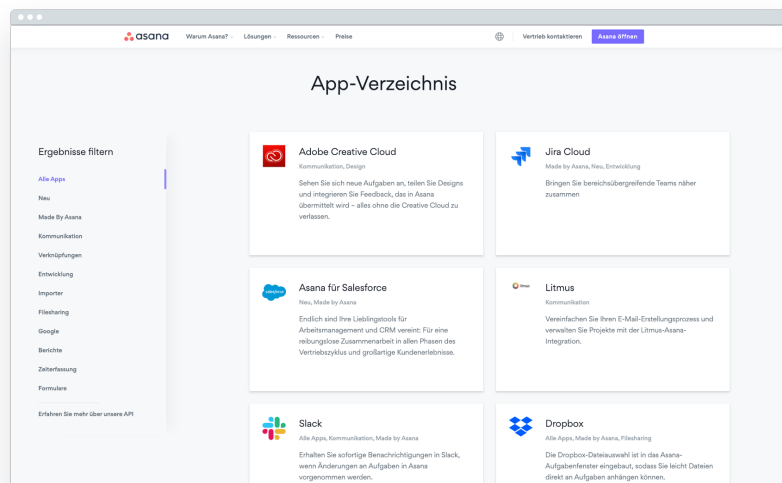 asana Warum Asana? Lösungen Ressourcen Preise Vertrieb kontaktieren Asana öffnen
App-Verzeichnis
Ergebnisse filtern
Alle Apps
Neu
Made By Asana
Kommunikation
Verknüpfungen
Entwicklung
Importer
Filesharing
Google
Berichte
Zeiterfassung
Formulare
Erfahren Sie mehr über unsere API
Adobe Creative Cloud
Kommunikation, Design
Sehen Sie sich neue Aufgaben an, teilen Sie Designs
und integrieren Sie Feedback, das in Asana
übermittelt wird – alles ohne die Creative Cloud zu
verlassen.
Jira Cloud
Made by Asana, Neu, Entwicklung
Bringen Sie bereichsübergreifende Teams näher
zusammen
salesforce
Asana für Salesforce
Neu, Made by Asana
Endlich sind Ihre Lieblingstools für
Arbeitsmanagement und CRM vereint: Für eine
reibungslose Zusammenarbeit in allen Phasen des
Vertriebszyklus und großartige Kundenerlebnisse.
litmus
Litmus
Kommunikation
Vereinfachen Sie Ihren E-Mail-Erstellungsprozess und
verwalten Sie Projekte mit der Litmus-Asana-
Integration.
Slack
Alle Apps, Kommunikation, Made by Asana
Erhalten Sie sofortige Benachrichtigungen in Slack,
wenn Änderungen an Aufgaben in Asana
vorgenommen werden.
Dropbox
Alle Apps, Made by Asana, Filesharing
Die Dropbox-Dateiauswahl ist in das Asana-
Aufgabenfenster eingebaut, sodass Sie leicht Dateien
direkt an Aufgaben anhängen können.